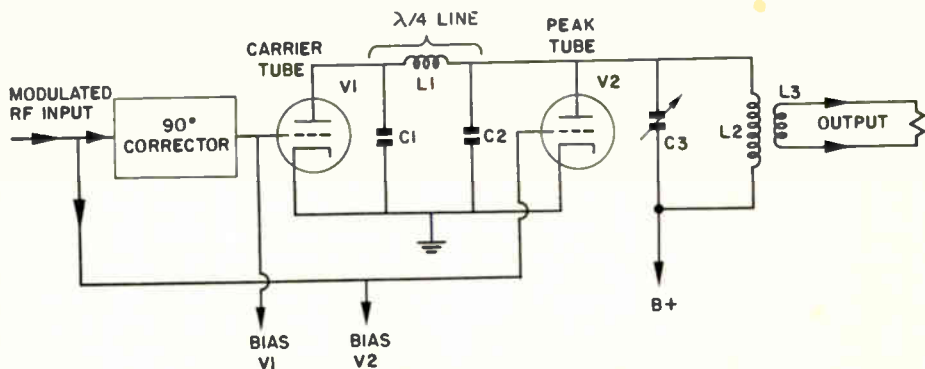 λ/4 LINE
CARRIER
TUBE
PEAK
TUBE
V1
L1
V2
MODULATED
RF INPUT
90°
CORRECTOR
C1
C2
C3
L2
L3
OUTPUT
BIAS
V1
BIAS
V2
B+